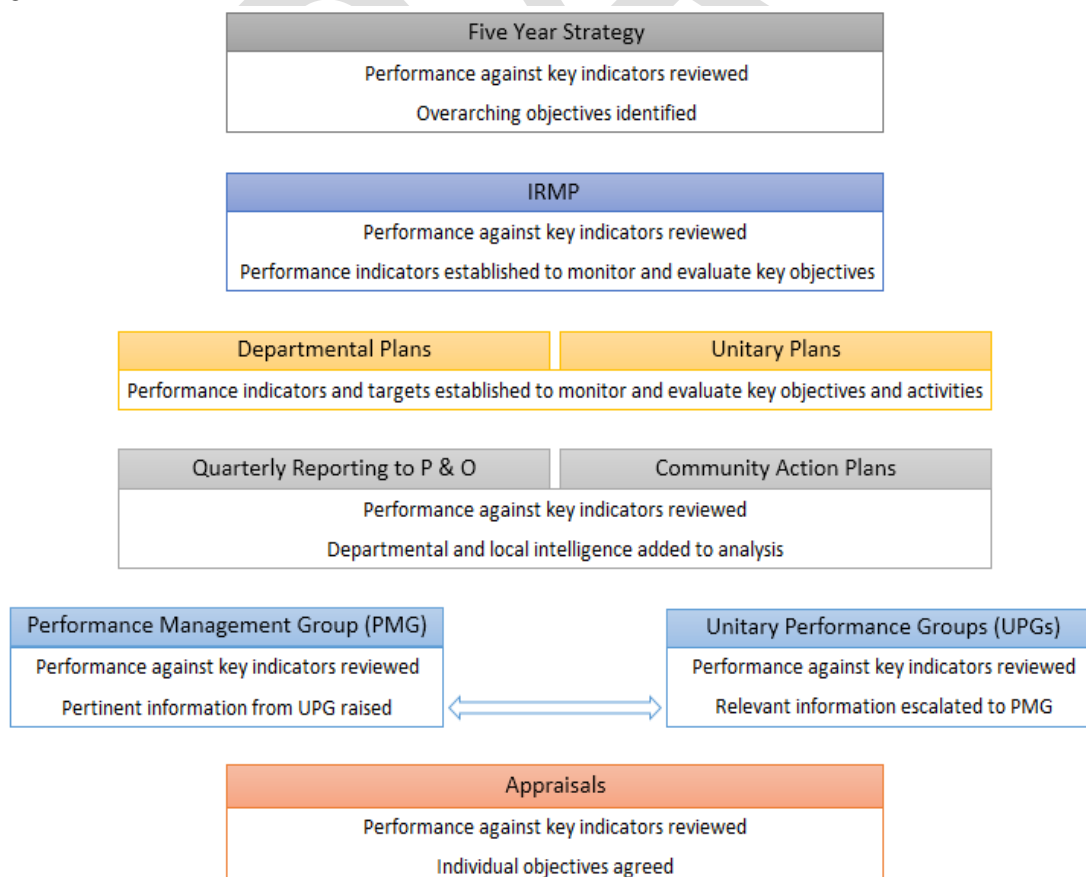 Five Year Strategy
Performance against key indicators reviewed
Overarching objectives identified
IRMP
Performance against key indicators reviewed
Performance indicators established to monitor and evaluate key objectives
Departmental Plans
Unitary Plans
Performance indicators and targets established to monitor and evaluate key objectives and activities
Quarterly Reporting to P & O
Community Action Plans
Performance against key indicators reviewed
Departmental and local intelligence added to analysis
Performance Management Group (PMG)
Performance against key indicators reviewed
Pertinent information from UPG raised
Unitary Performance Groups (UPGs)
Performance against key indicators reviewed
Relevant information escalated to PMG
Appraisals
Performance against key indicators reviewed
Individual objectives agreed